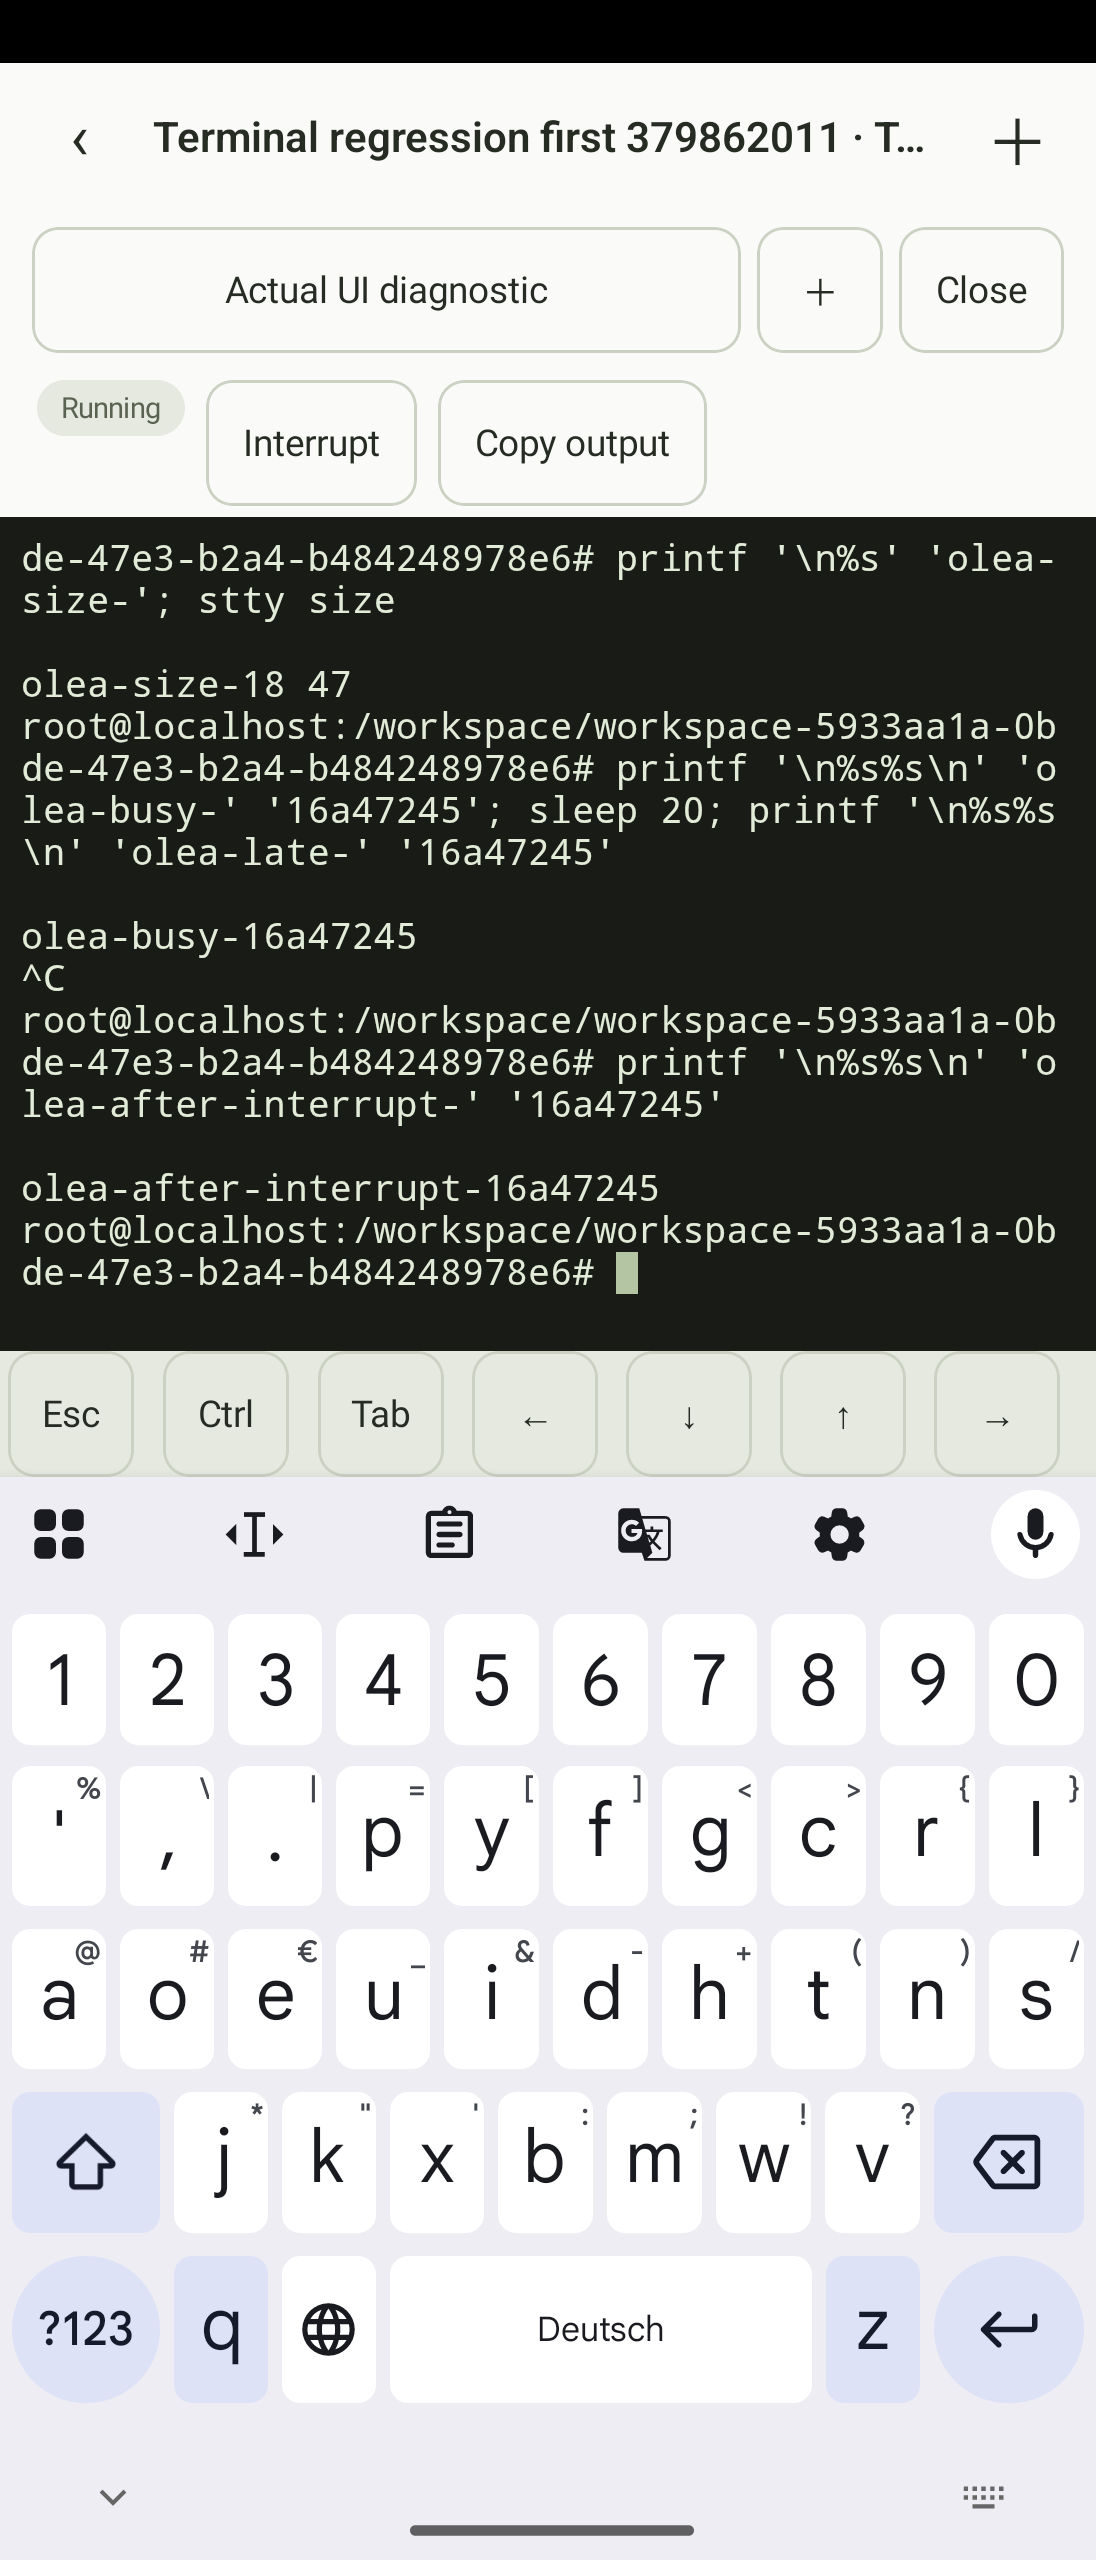 ‹ Terminal regression first 379862011 · T… +
Actual UI diagnostic + Close
Running Interrupt Copy output
de-47e3-b2a4-b484248978e6# printf '\n%s' 'olea-
size-'; stty size
olea-size-18 47
root@localhost:/workspace/workspace-5933aa1a-0b
de-47e3-b2a4-b484248978e6# printf '\n%s%s\n' 'o
lea-busy-' '16a47245'; sleep 20; printf '\n%s%s
\n' 'olea-late-' '16a47245'
olea-busy-16a47245
^C
root@localhost:/workspace/workspace-5933aa1a-0b
de-47e3-b2a4-b484248978e6# printf '\n%s%s\n' 'o
lea-after-interrupt-' '16a47245'
olea-after-interrupt-16a47245
root@localhost:/workspace/workspace-5933aa1a-0b
de-47e3-b2a4-b484248978e6#
Esc Ctrl Tab ← ↓ ↑ →
1 2 3 4 5 6 7 8 9 0
% \ | = [ ] < > { }
' , . p y f g c r l
@ # € _ & - + ( ) /
a o e u i d h t n s
* " ' : ; ! ?
j k x b m w v
?123 q Deutsch z